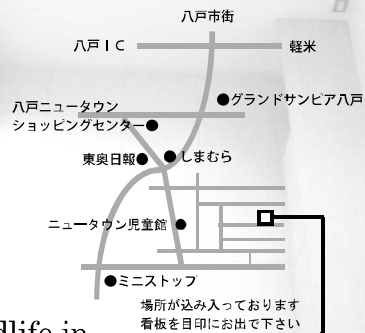 八戸市街
八戸ＩＣ
軽米
グランドサンピア八戸
八戸ニュータウン
ショッピングセンター
東奥日報
しまむら
ニュータウン児童館
ミニストップ
場所が込み入っております
看板を目印にお出で下さい
dlife in